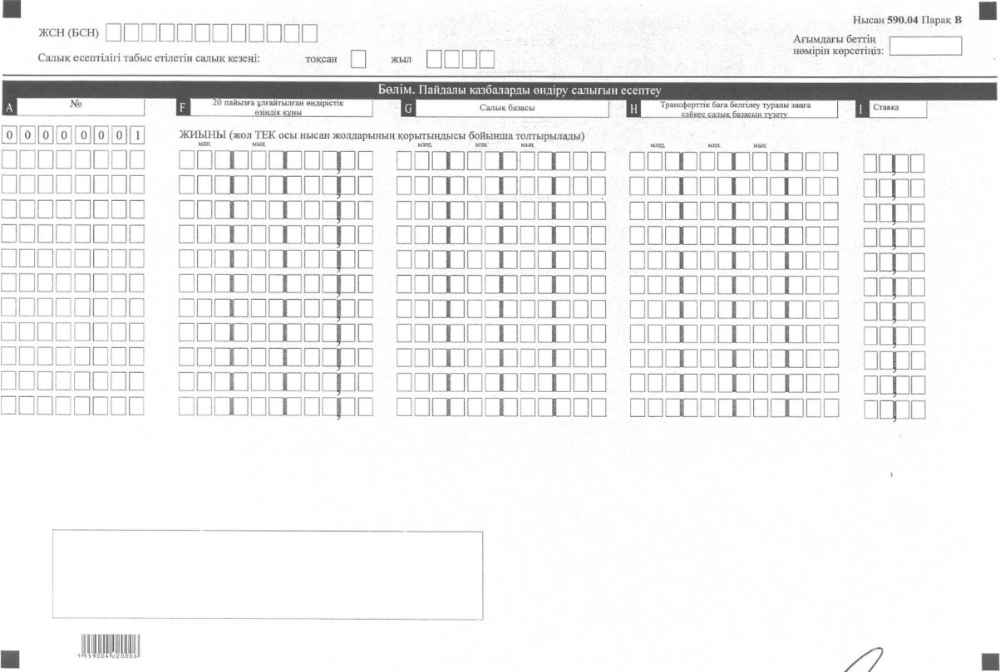 Нысан 590.04 Парақ В
ЖСН (БСН)
Ағымдағы беттің
нөмірін көрсетіңіз:
Салық есептілігі табыс етілетін салық кезеңі: тоқсан жыл
Бөлім. Пайдалы қазбаларды өндіру салығын есептеу
A № F 20 пайызға ұлғайтылған өндірістік өзіндік құны G Салық базасы H Трансферттік баға белгілеу туралы заңға сәйкес салық базасын түзету I Ставка
0 0 0 0 0 0 0 1 ЖИЫНЫ (жол ТЕК осы нысан жолдарының қорытындысы бойынша толтырылады)
млн. мың млрд. млн. мың млрд. млн. мың
1559004020006